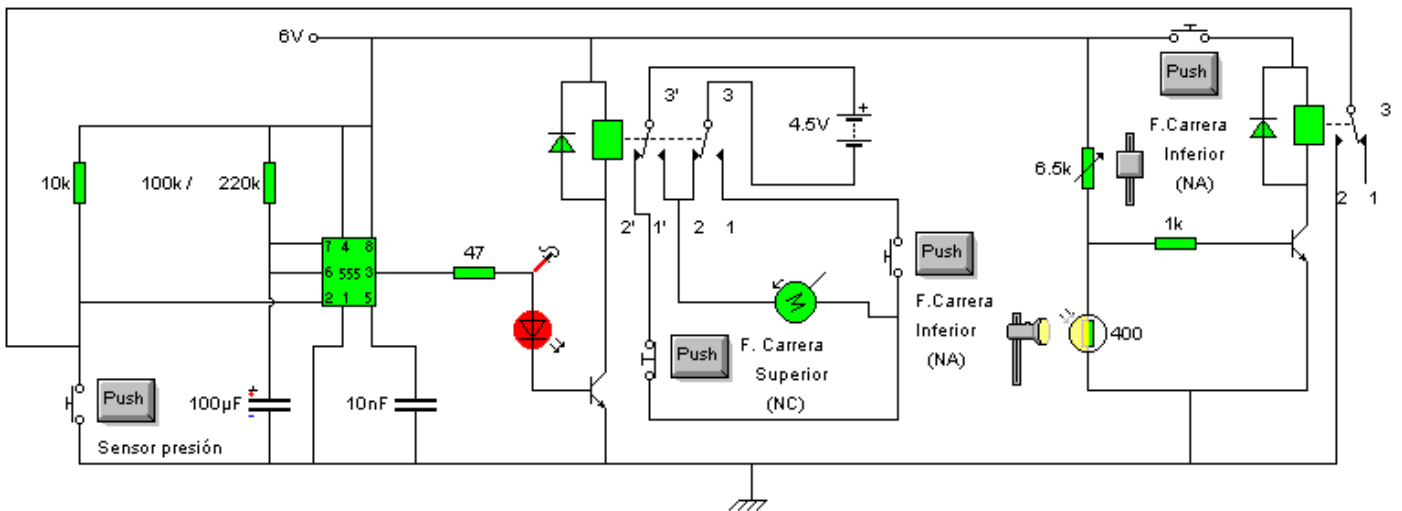 6V
3'
3
4.5V
Push
F.Carrera
Inferior
(NA)
3
10k
100k /
220k
6.5k
2'
1'
2
1
2
1
7 4 8
6 555 3
2 1 5
47
1k
Push
F.Carrera
Inferior
(NA)
400
Push
F. Carrera
Superior
(NC)
Push
Sensor presión
100µF
+
-
10nF
+